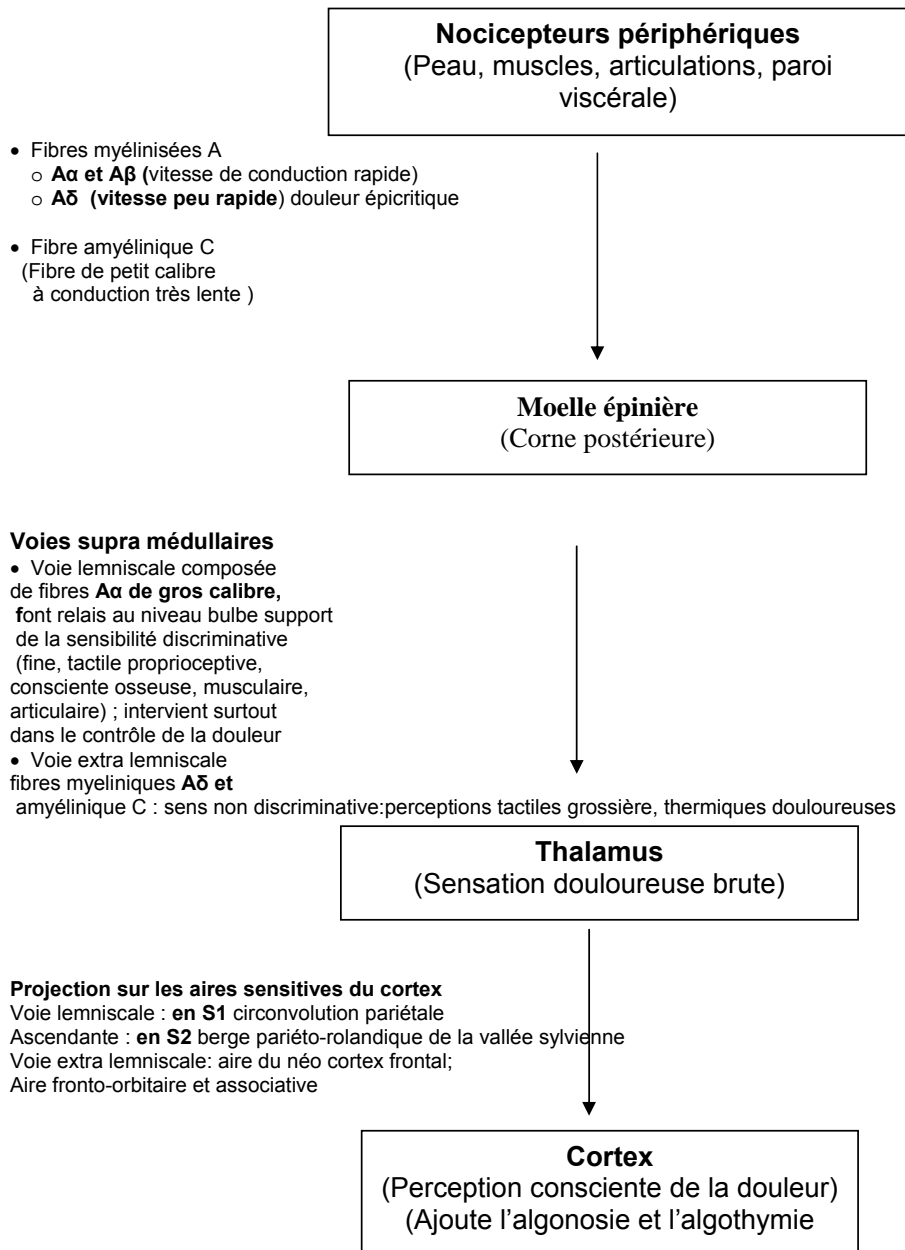 Nocicepteurs périphériques
(Peau, muscles, articulations, paroi
viscérale)
• Fibres myélinisées A
o Aα et Aβ (vitesse de conduction rapide)
o Aδ (vitesse peu rapide) douleur épicritique
• Fibre amyélinique C
(Fibre de petit calibre
à conduction très lente )
Moelle épinière
(Corne postérieure)
Voies supra médullaires
• Voie lemniscale composée
de fibres Aα de gros calibre,
font relais au niveau bulbe support
de la sensibilité discriminative
(fine, tactile proprioceptive,
consciente osseuse, musculaire,
articulaire) ; intervient surtout
dans le contrôle de la douleur
• Voie extra lemniscale
fibres myeliniques Aδ et
amyélinique C : sens non discriminative:perceptions tactiles grossière, thermiques douloureuses
Thalamus
(Sensation douloureuse brute)
Projection sur les aires sensitives du cortex
Voie lemniscale : en S1 circonvolution pariétale
Ascendante : en S2 berge pariéto-rolandique de la vallée sylvienne
Voie extra lemniscale: aire du néo cortex frontal;
Aire fronto-orbitaire et associative
Cortex
(Perception consciente de la douleur)
(Ajoute l’algonosie et l’algothymie